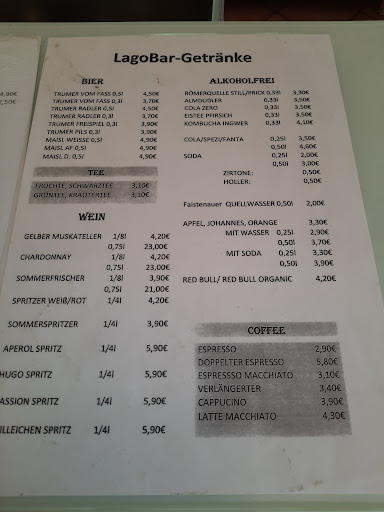 4,90€
2,50€
LagoBar-Getränke
BIER
TRUMER VOM FASS 0,5l 4,50€
TRUMER VOM FASS 0,3l 3,70€
TRUMER RADLER 0,5l 4,50€
TRUMER RADLER 0,3l 3,70€
TRUMER FREISPIEL 0,3l 3,90€
TRUMER PILS 0,3l 3,90€
MAISL WEISSE 0,5l 4,90€
MAISL AF 0,5l 4,90€
MAISL D. 0,5l 4,90€
TEE
FRÜCHTE, SCHWARZTEE 3,10€
GRÜNTEE, KRÄUTERTEE 3,10€
WEIN
GELBER MUSKATELLER 1/8l 4,20€
0,75l 23,00€
CHARDONNAY 1/8l 4,20€
0,75l 23,00€
SOMMERFRISCHER 1/8l 3,90€
0,75l 21,00€
SPRITZER WEIß/ROT 1/4l 4,20€
SOMMERSPRITZER 1/4l 3,90€
APEROL SPRITZ 1/4l 5,90€
HUGO SPRITZ 1/4l 5,90€
ASSION SPRITZ 1/4l 5,90€
ILLEICHEN SPRITZ 1/4l 5,90€
ALKOHOLFREI
RÖMERQUELLE STILL/FRICK 0,33l 3,30€
ALMDUDLER 0,33l 3,50€
COLA ZERO 0,33l 3,50€
EISTEE PFIRSICH 0,33l 3,50€
KOMBUCHA INGWER 0,33l 4,10€
COLA/SPEZI/FANTA 0,25l 3,50€
0,50l 4,60€
SODA 0,25l 2,00€
0,50l 3,00€
ZIRTONE: 0,50€
HOLLER: 0,50€
Faistenauer QUELLWASSER 0,50l 2,00€
APFEL, JOHANNES, ORANGE 3,30€
MIT WASSER 0,25l 2,90€
0,50l 3,70€
MIT SODA 0,25l 3,30€
0,50l 3,90€
RED BULL/ RED BULL ORGANIC 4,20€
COFFEE
ESPRESSO 2,90€
DOPPELTER ESPRESSO 5,80€
ESPRESSSO MACCHIATO 3,10€
VERLÄNGERTER 3,40€
CAPPUCINO 3,90€
LATTE MACCHIATO 4,30€